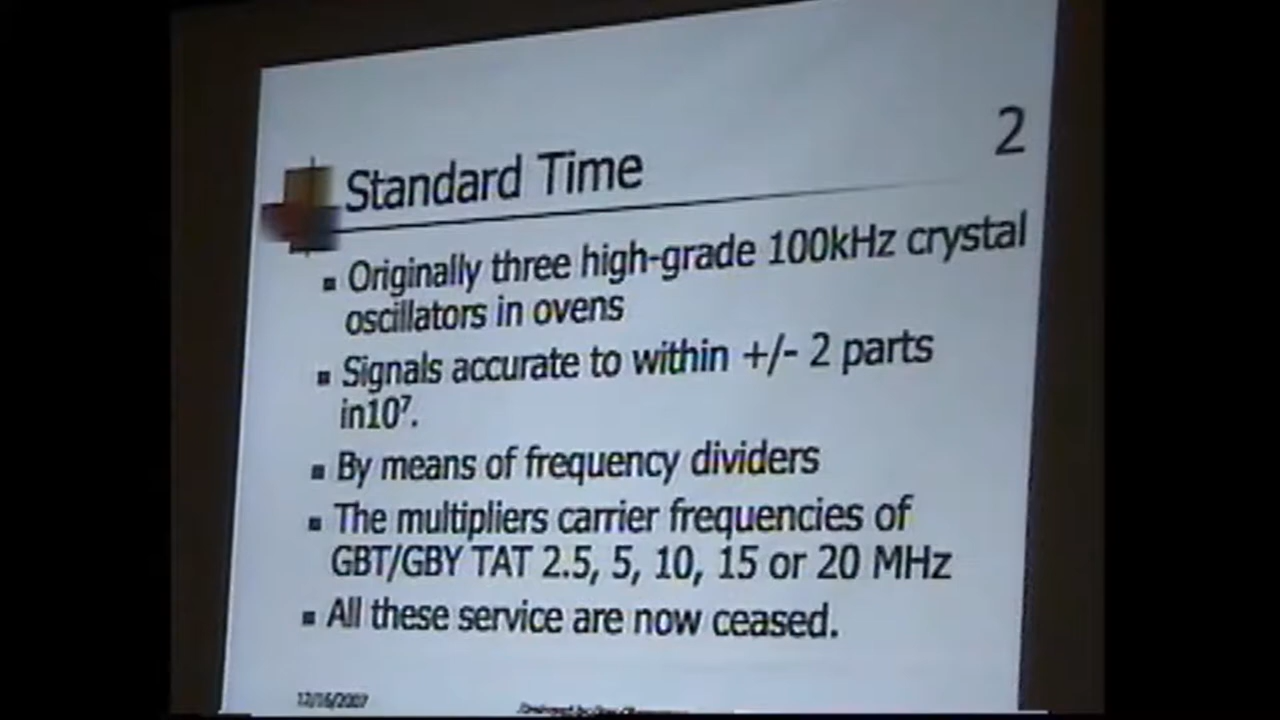 2
Standard Time
Originally three high-grade 100kHz crystal
oscillators in ovens
Signals accurate to within +/- 2 parts
in10⁷.
By means of frequency dividers
The multipliers carrier frequencies of
GBT/GBY TAT 2.5, 5, 10, 15 or 20 MHz
All these service are now ceased.
12/16/2007